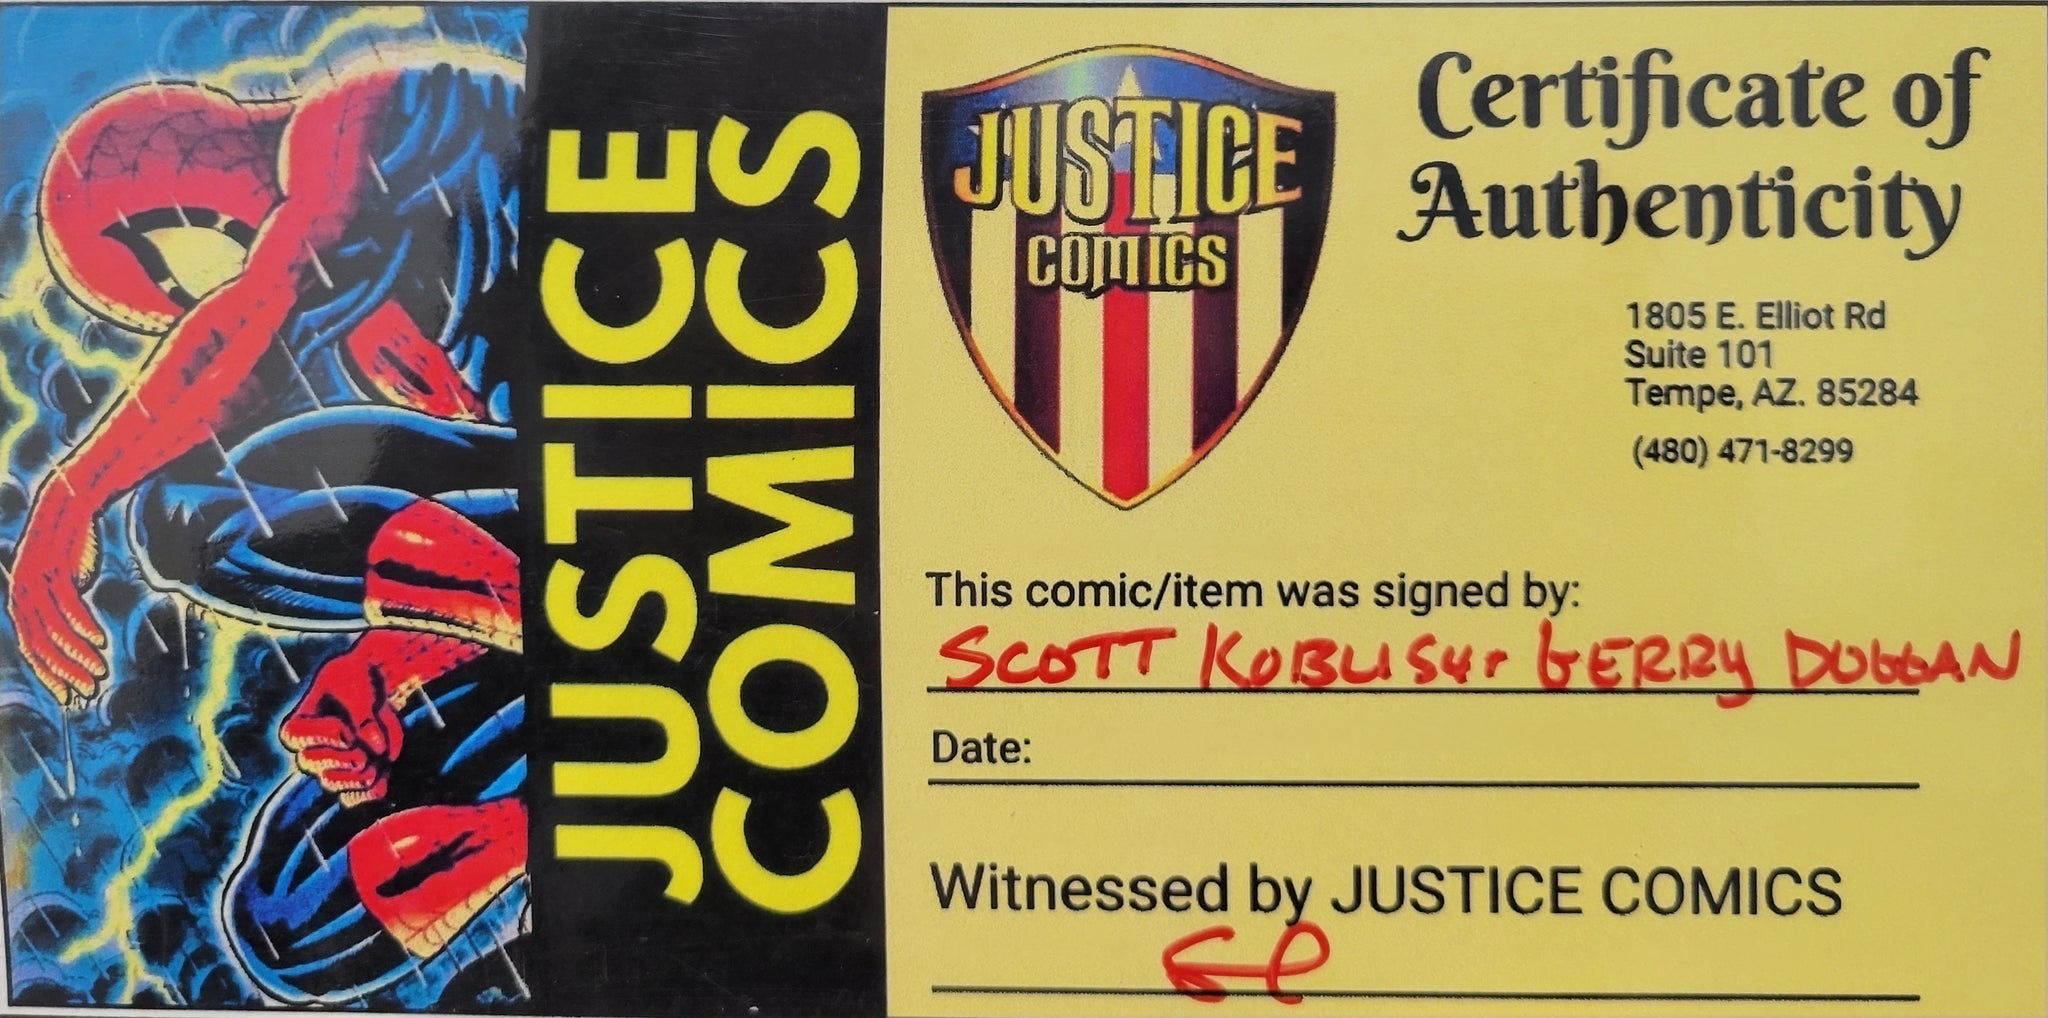 JUSTICE
COMICS
JUSTICE
COMICS
Certificate of
Authenticity
1805 E. Elliot Rd
Suite 101
Tempe, AZ. 85284
(480) 471-8299
This comic/item was signed by:
SCOTT KOBLISH + GERRY DUGGAN
Date:
Witnessed by JUSTICE COMICS